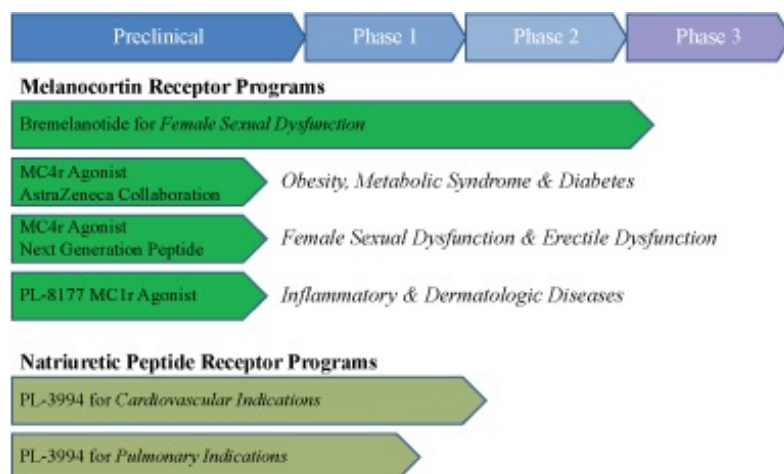 Preclinical Phase 1 Phase 2 Phase 3
Melanocortin Receptor Programs
Bremelanotide for Female Sexual Dysfunction
MC4r Agonist
AstraZeneca Collaboration
Obesity, Metabolic Syndrome & Diabetes
MC4r Agonist
Next Generation Peptide
Female Sexual Dysfunction & Erectile Dysfunction
PL-8177 MC1r Agonist
Inflammatory & Dermatologic Diseases
Natriuretic Peptide Receptor Programs
PL-3994 for Cardiovascular Indications
PL-3994 for Pulmonary Indications